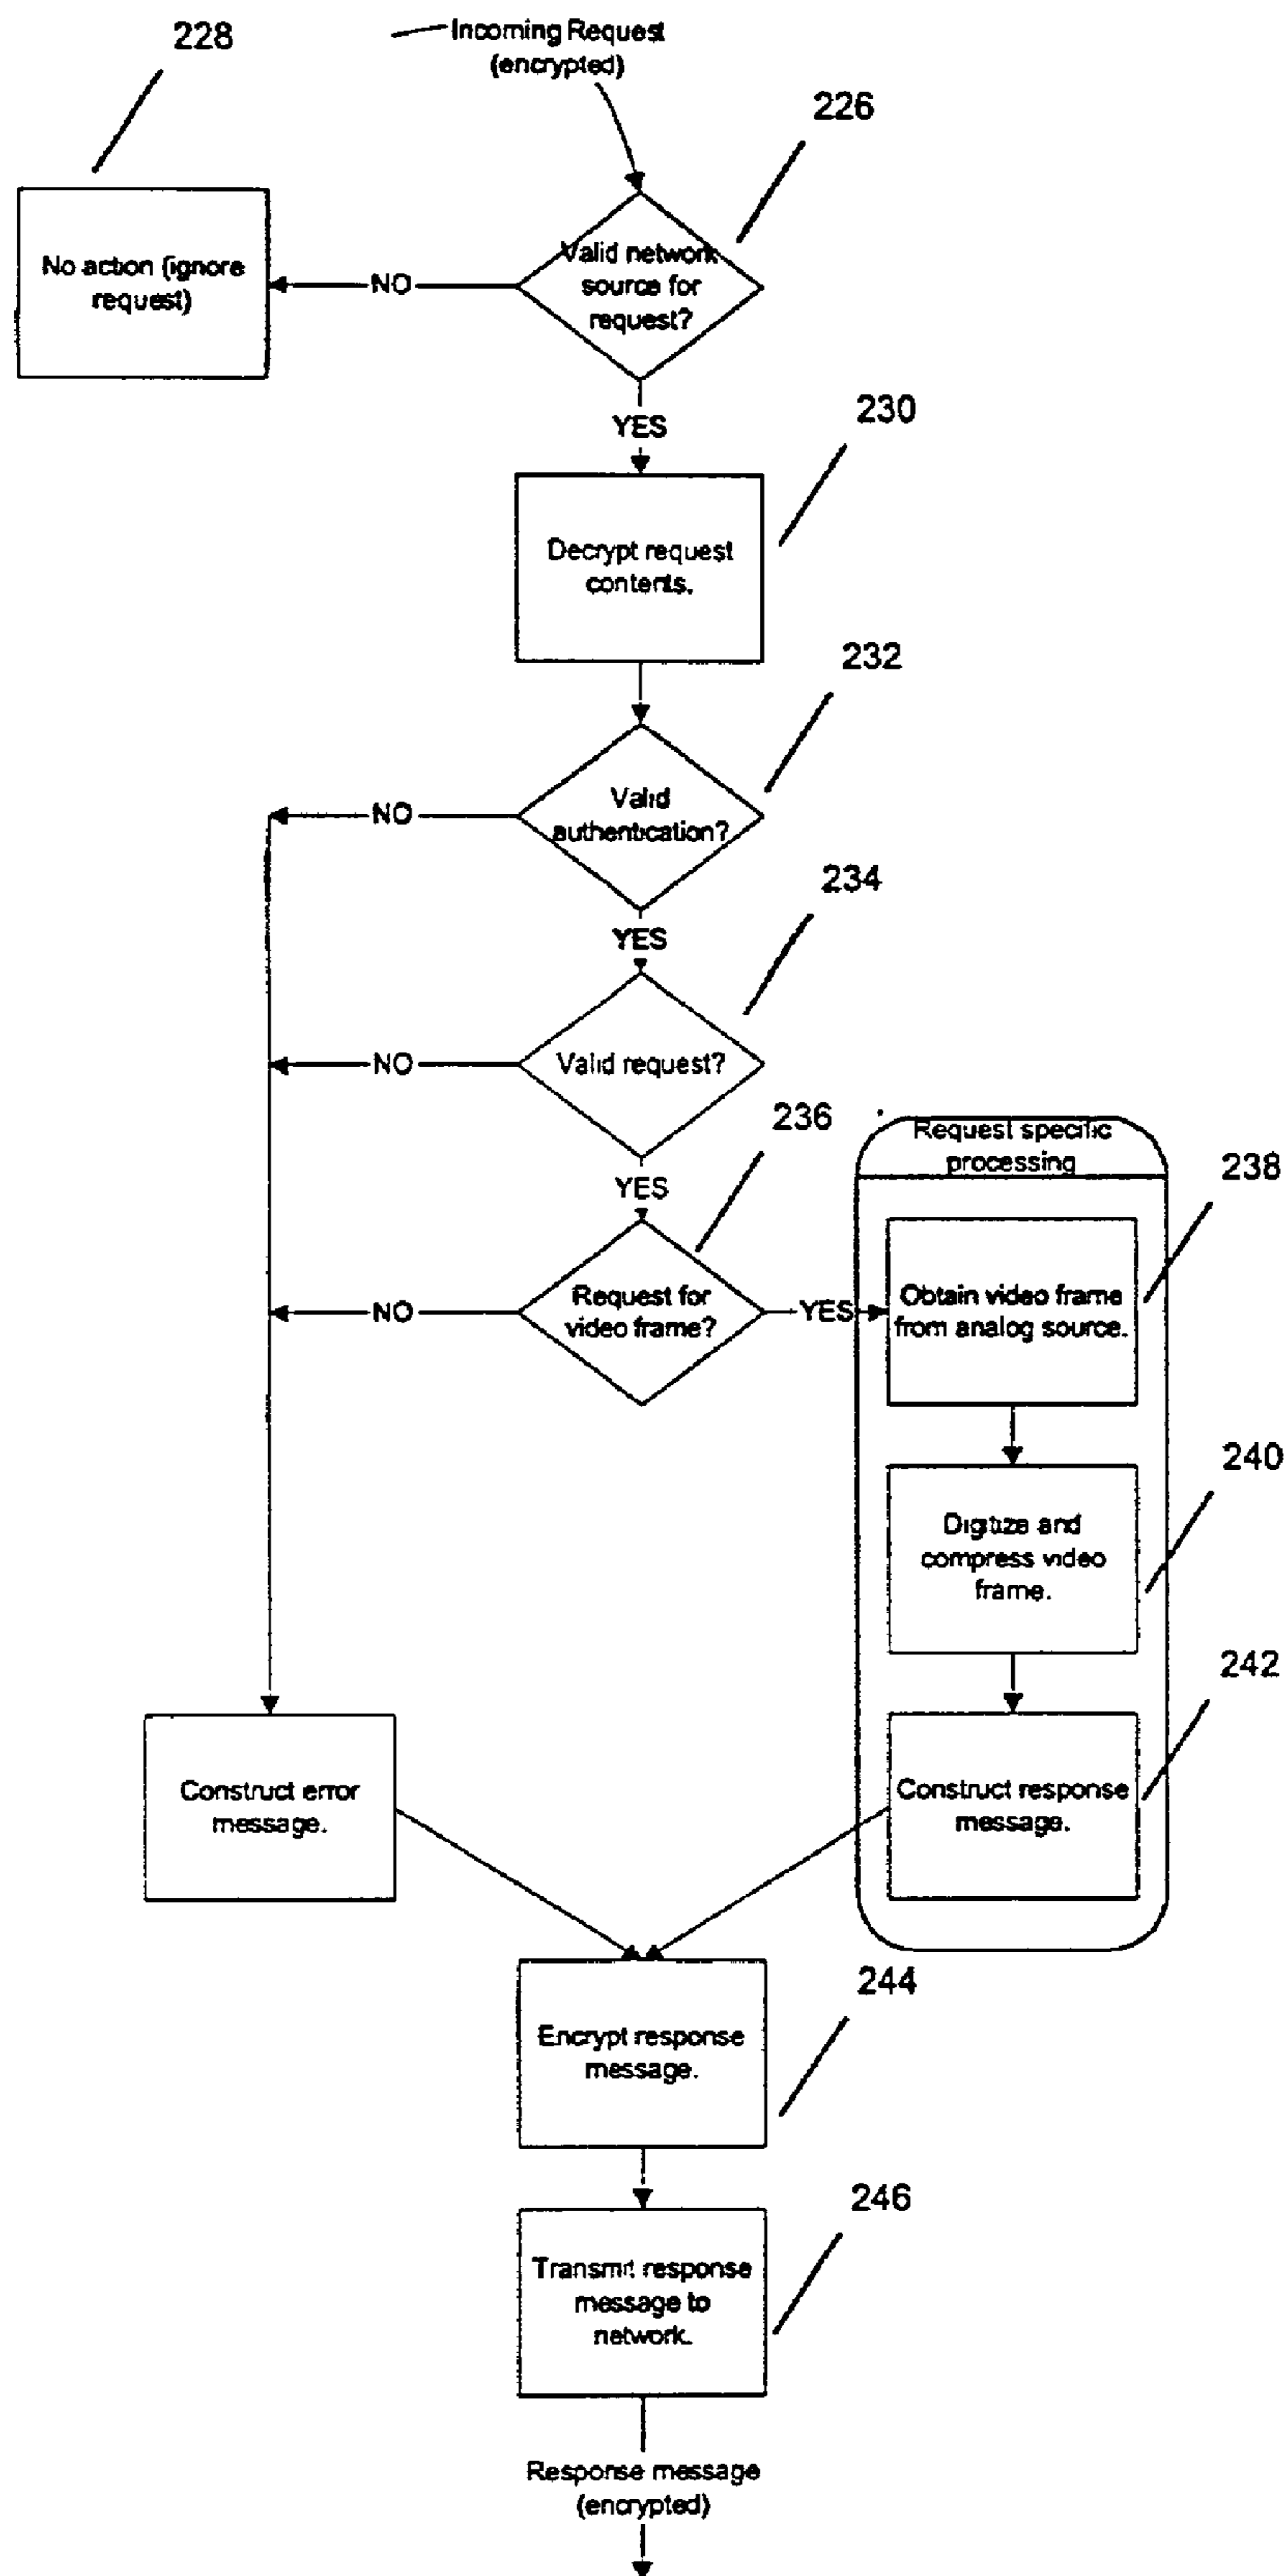 228
Incoming Request
(encrypted)
226
No action (ignore
request)
NO
Valid network
source for
request?
YES
230
Decrypt request
contents.
232
NO
Valid
authentication?
234
YES
NO
Valid request?
236
YES
Request specific
processing
238
NO
Request for
video frame?
YES
Obtain video frame
from analog source.
240
Digitize and
compress video
frame.
242
Construct error
message.
Construct response
message.
244
Encrypt response
message.
246
Transmit response
message to
network.
Response message
(encrypted)